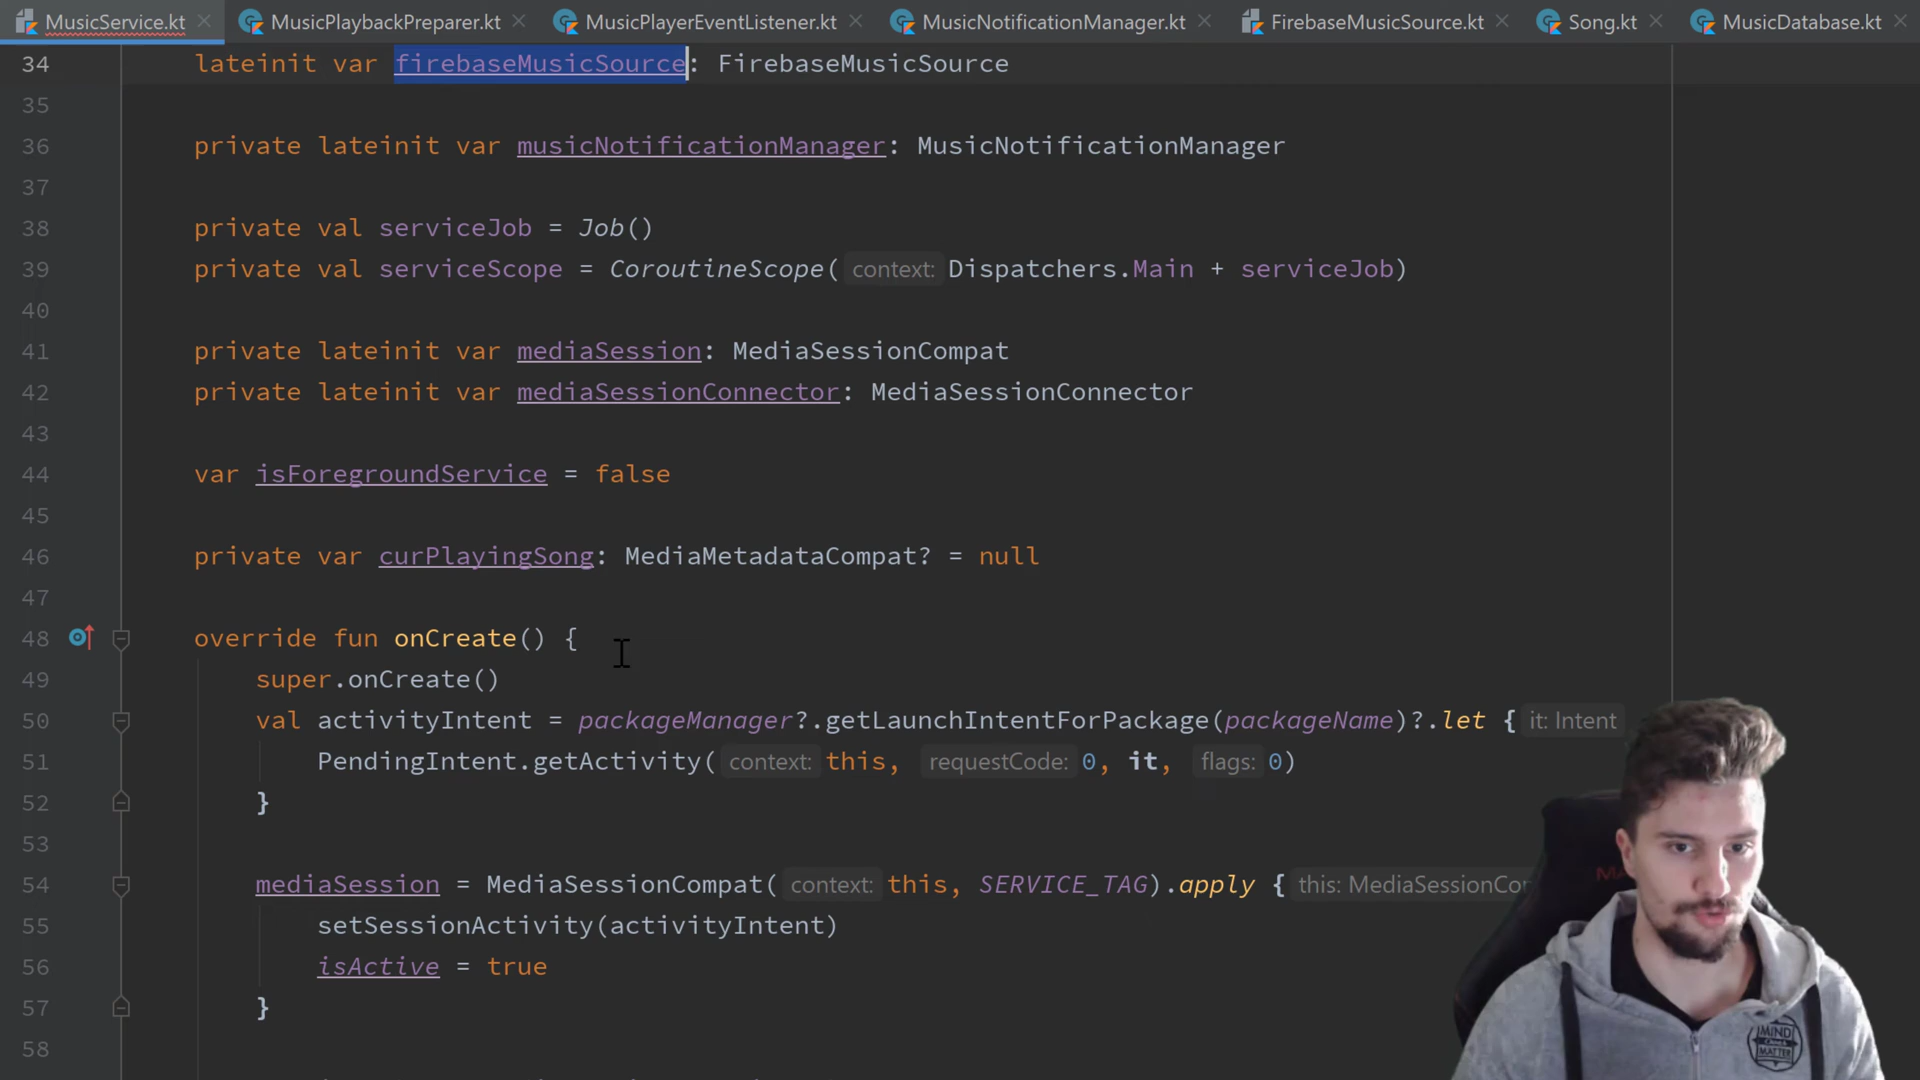 MusicService.kt MusicPlaybackPreparer.kt MusicPlayerEventListener.kt MusicNotificationManager.kt FirebaseMusicSource.kt Song.kt MusicDatabase.kt
34 lateinit var firebaseMusicSource: FirebaseMusicSource
35
36 private lateinit var musicNotificationManager: MusicNotificationManager
37
38 private val serviceJob = Job()
39 private val serviceScope = CoroutineScope( context: Dispatchers.Main + serviceJob)
40
41 private lateinit var mediaSession: MediaSessionCompat
42 private lateinit var mediaSessionConnector: MediaSessionConnector
43
44 var isForegroundService = false
45
46 private var curPlayingSong: MediaMetadataCompat? = null
47
48 override fun onCreate() {
49 super.onCreate()
50 val activityIntent = packageManager?.getLaunchIntentForPackage(packageName)?.let { it: Intent
51 PendingIntent.getActivity( context: this, requestCode: 0, it, flags: 0)
52 }
53
54 mediaSession = MediaSessionCompat( context: this, SERVICE_TAG).apply { this: MediaSessionCo
55 setSessionActivity(activityIntent)
56 isActive = true
57 }
58
MIND
MATTER